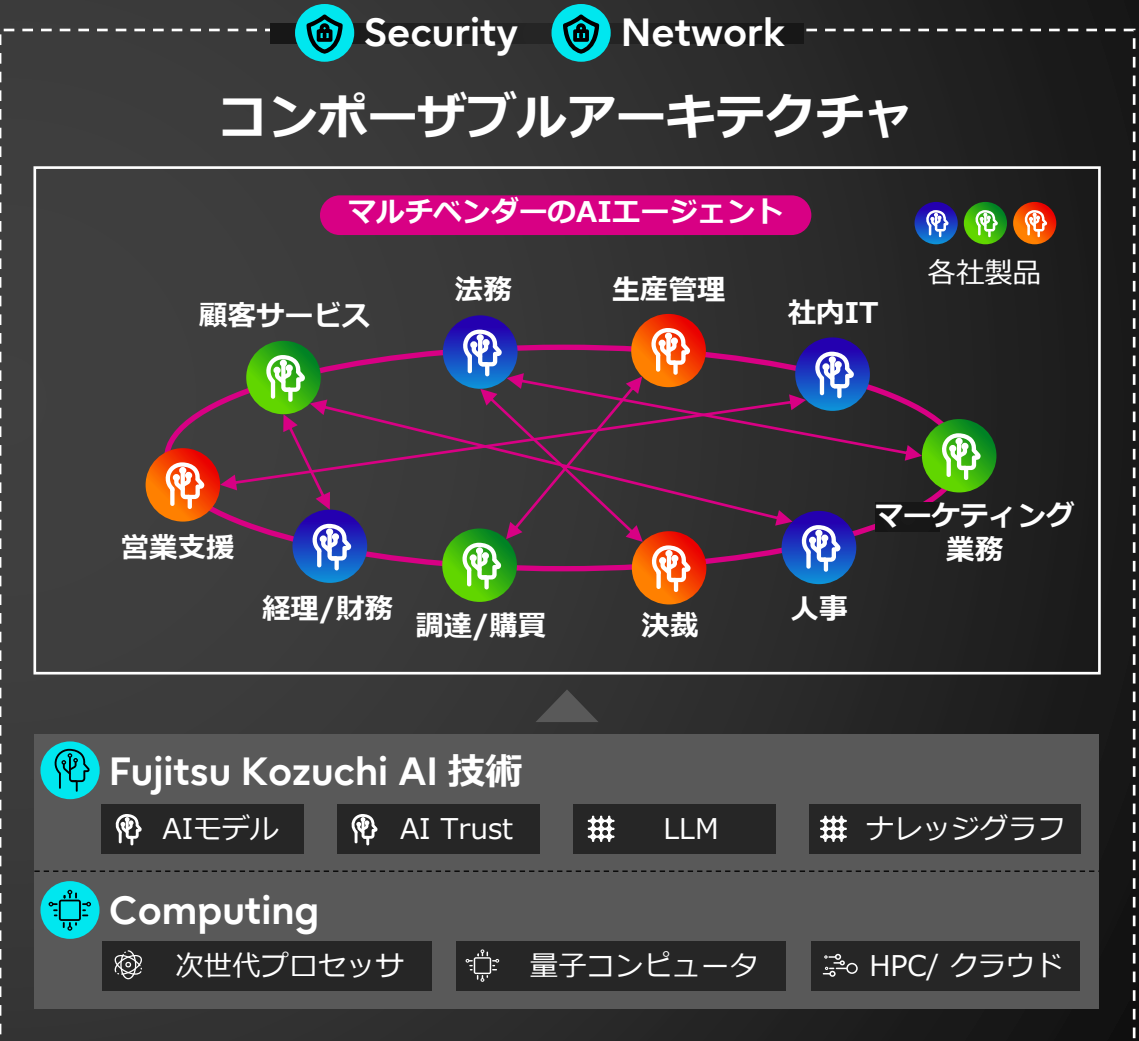 Security
Network
コンポーザブルアーキテクチャ
マルチベンダーのAIエージェント
各社製品
法務
生産管理
顧客サービス
社内IT
マーケティング
業務
営業支援
経理/財務
調達/購買
決裁
人事
Fujitsu Kozuchi AI 技術
AIモデル
AI Trust
LLM
ナレッジグラフ
Computing
次世代プロセッサ
量子コンピュータ
HPC/ クラウド